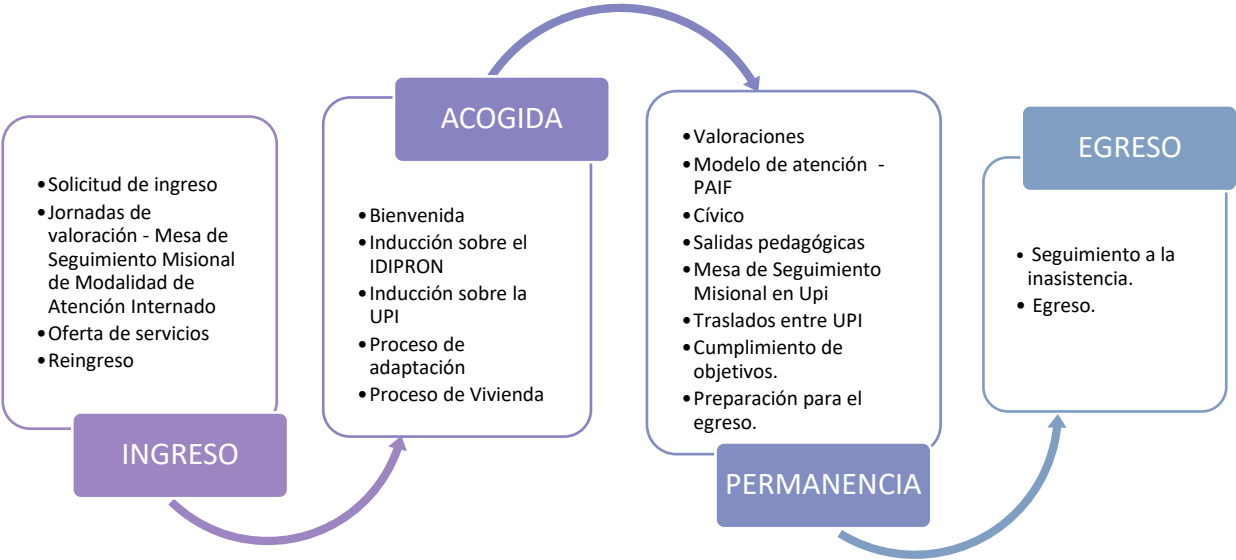 •Solicitud de ingreso
•Jornadas de
valoración - Mesa de
Seguimiento Misional
de Modalidad de
Atención Internado
•Oferta de servicios
•Reingreso
INGRESO
ACOGIDA
•Bienvenida
•Inducción sobre el
IDIPRON
•Inducción sobre la
UPI
•Proceso de
adaptación
•Proceso de Vivienda
•Valoraciones
•Modelo de atención -
PAIF
•Cívico
•Salidas pedagógicas
•Mesa de Seguimiento
Misional en Upi
•Traslados entre UPI
•Cumplimiento de
objetivos.
•Preparación para el
egreso.
PERMANENCIA
EGRESO
• Seguimiento a la
inasistencia.
• Egreso.